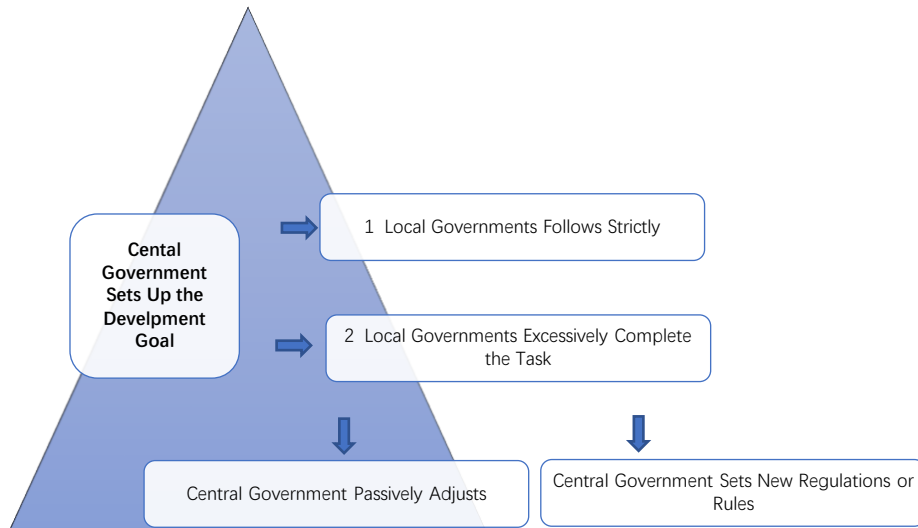 Cental
Government
Sets Up the
Develpment
Goal
1 Local Governments Follows Strictly
2 Local Governments Excessively Complete
the Task
Central Government Passively Adjusts
Central Government Sets New Regulations or
Rules